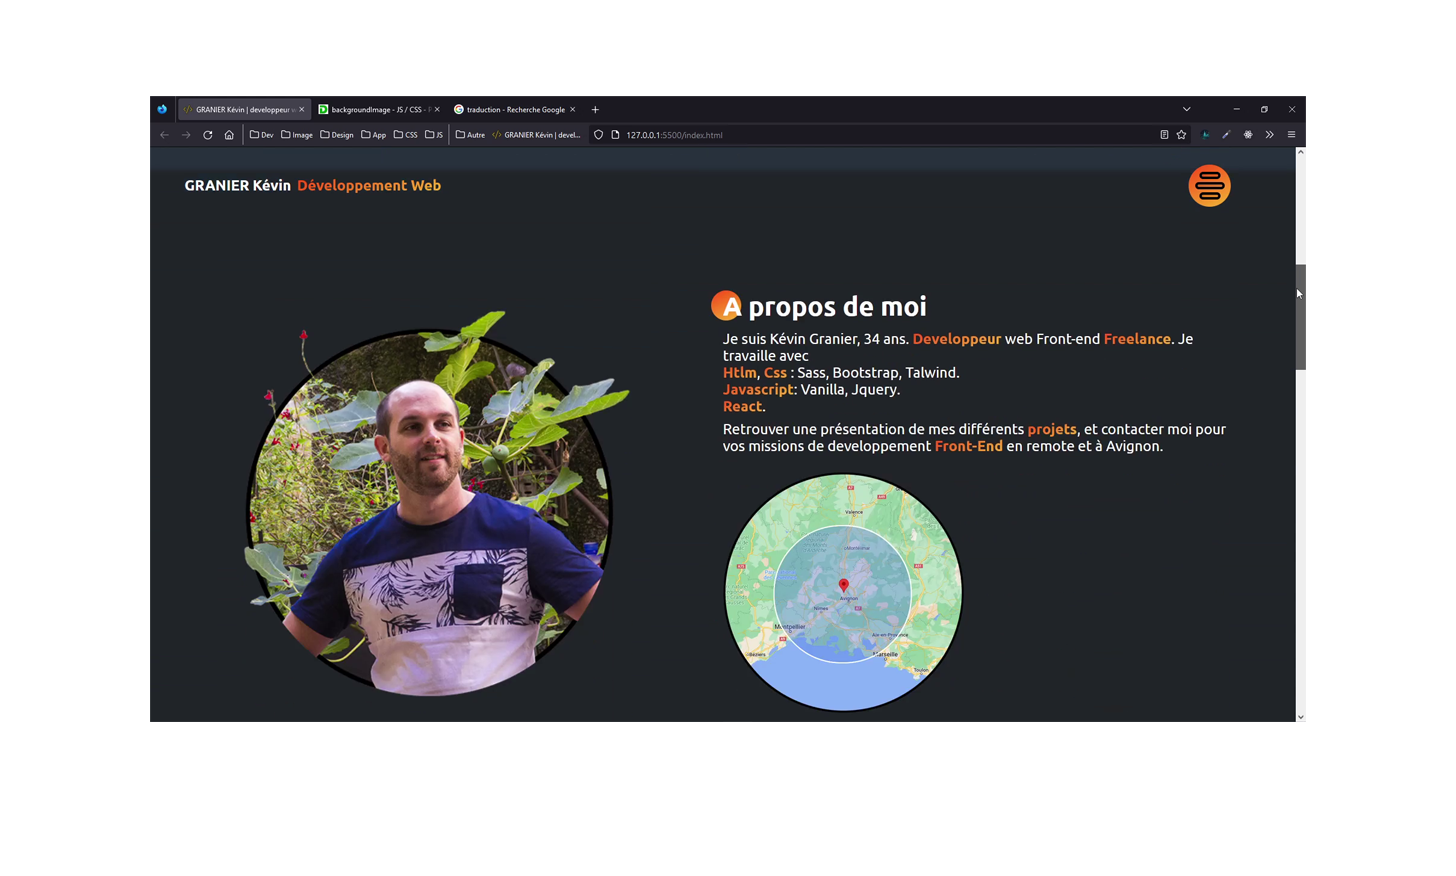 GRANIER Kévin | developpeur w
backgroundImage - JS / CSS -
traduction - Recherche Google
Dev
Image
Design
App
CSS
JS
Autre
GRANIER Kévin | devel...
127.0.0.1:5500/index.html
GRANIER Kévin Développement Web
A propos de moi
Je suis Kévin Granier, 34 ans. Developpeur web Front-end Freelance. Je
travaille avec
Htlm, Css : Sass, Bootstrap, Talwind.
Javascript: Vanilla, Jquery.
React.
Retrouver une présentation de mes différents projets, et contacter moi pour
vos missions de developpement Front-End en remote et à Avignon.
Valence
Montélimar
Avignon
Nîmes
Montpellier
Aix-en-Provence
Béziers
Marseille
Toulon